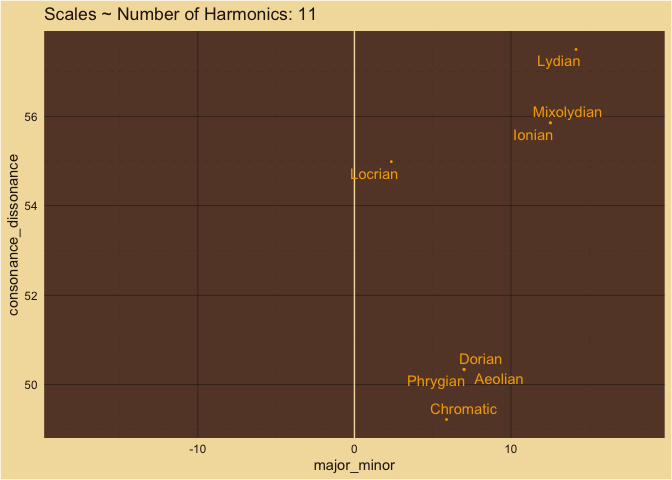 Scales ~ Number of Harmonics: 11
consonance_dissonance
56
54
52
50
Lydian
Mixolydian
Ionian
Locrian
Dorian
Phrygian
Aeolian
Chromatic
-10
0
10
major_minor